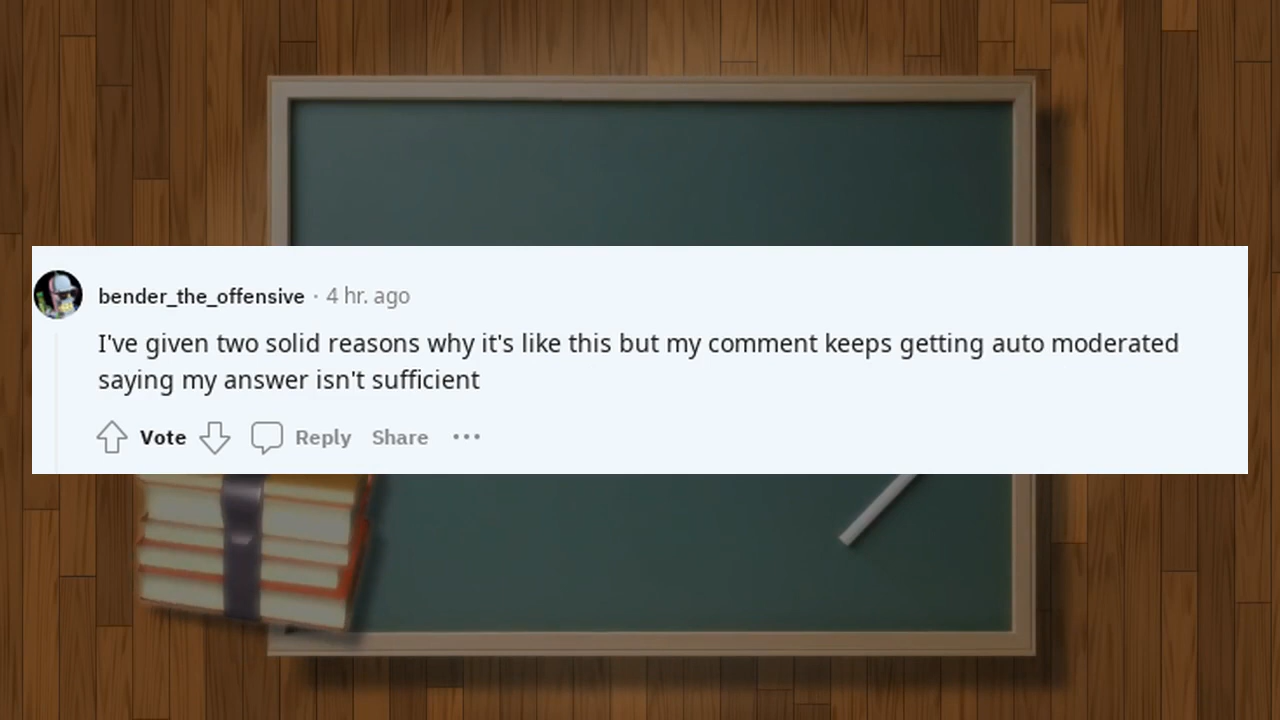 bender_the_offensive · 4 hr. ago
I've given two solid reasons why it's like this but my comment keeps getting auto moderated
saying my answer isn't sufficient
Vote Reply Share